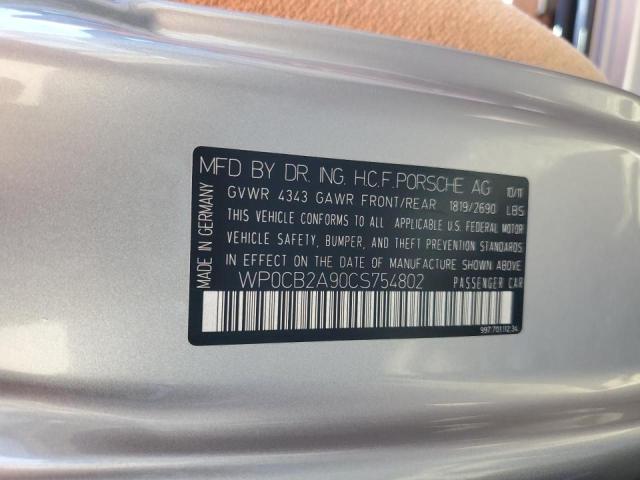 MFD BY DR. ING. H.C.F. PORSCHE AG 10/11
GVWR 4343 GAWR FRONT/REAR 1819/2690 LBS
THIS VEHICLE CONFORMS TO ALL APPLICABLE U.S. FEDERAL MOTOR
VEHICLE SAFETY, BUMPER, AND THEFT PREVENTION STANDARDS
IN EFFECT ON THE DATE OF MANUFACTURE SHOWN ABOVE
WP0CB2A90CS754802 PASSENGER CAR
997.701.112.34
MADE IN GERMANY